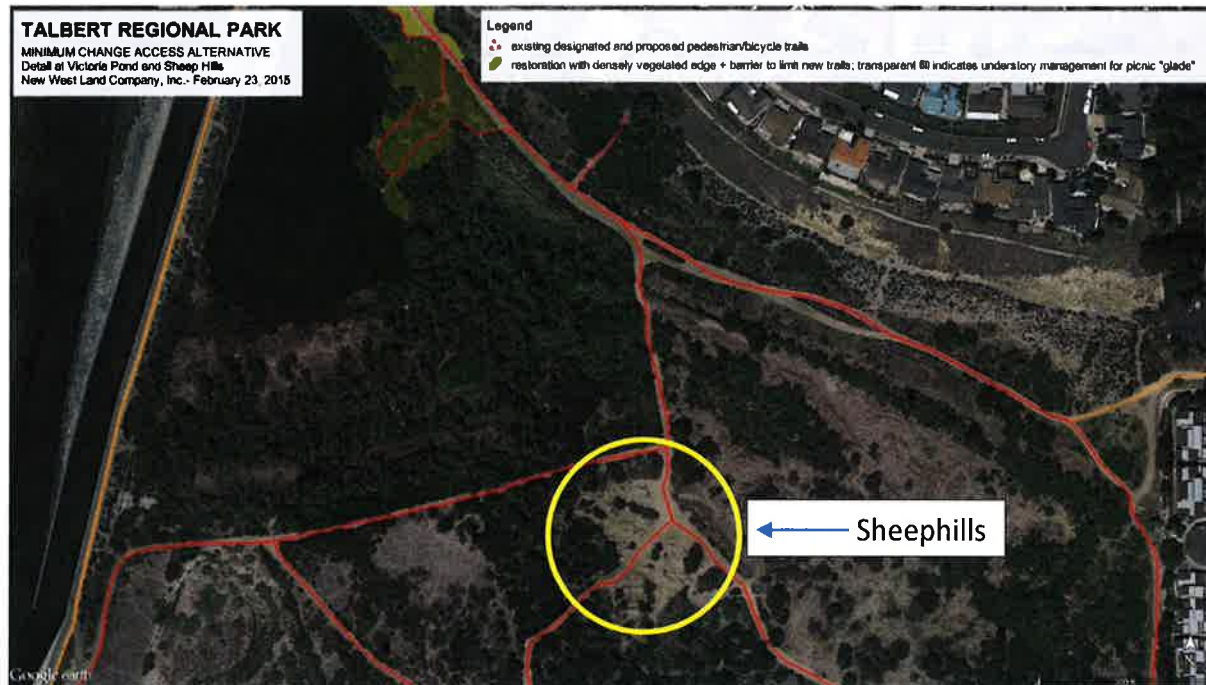 TALBERT REGIONAL PARK
MINIMUM CHANGE ACCESS ALTERNATIVE
Detail at Victoria Pond and Sheep Hills
New West Land Company, Inc.- February 23, 2015
Legend
existing designated and proposed pedestrian/bicycle trails
restoration with densely vegetated edge + barrier to limit new trails; transparent fill indicates understory management for picnic "glade"
Sheephills
Google earth
N